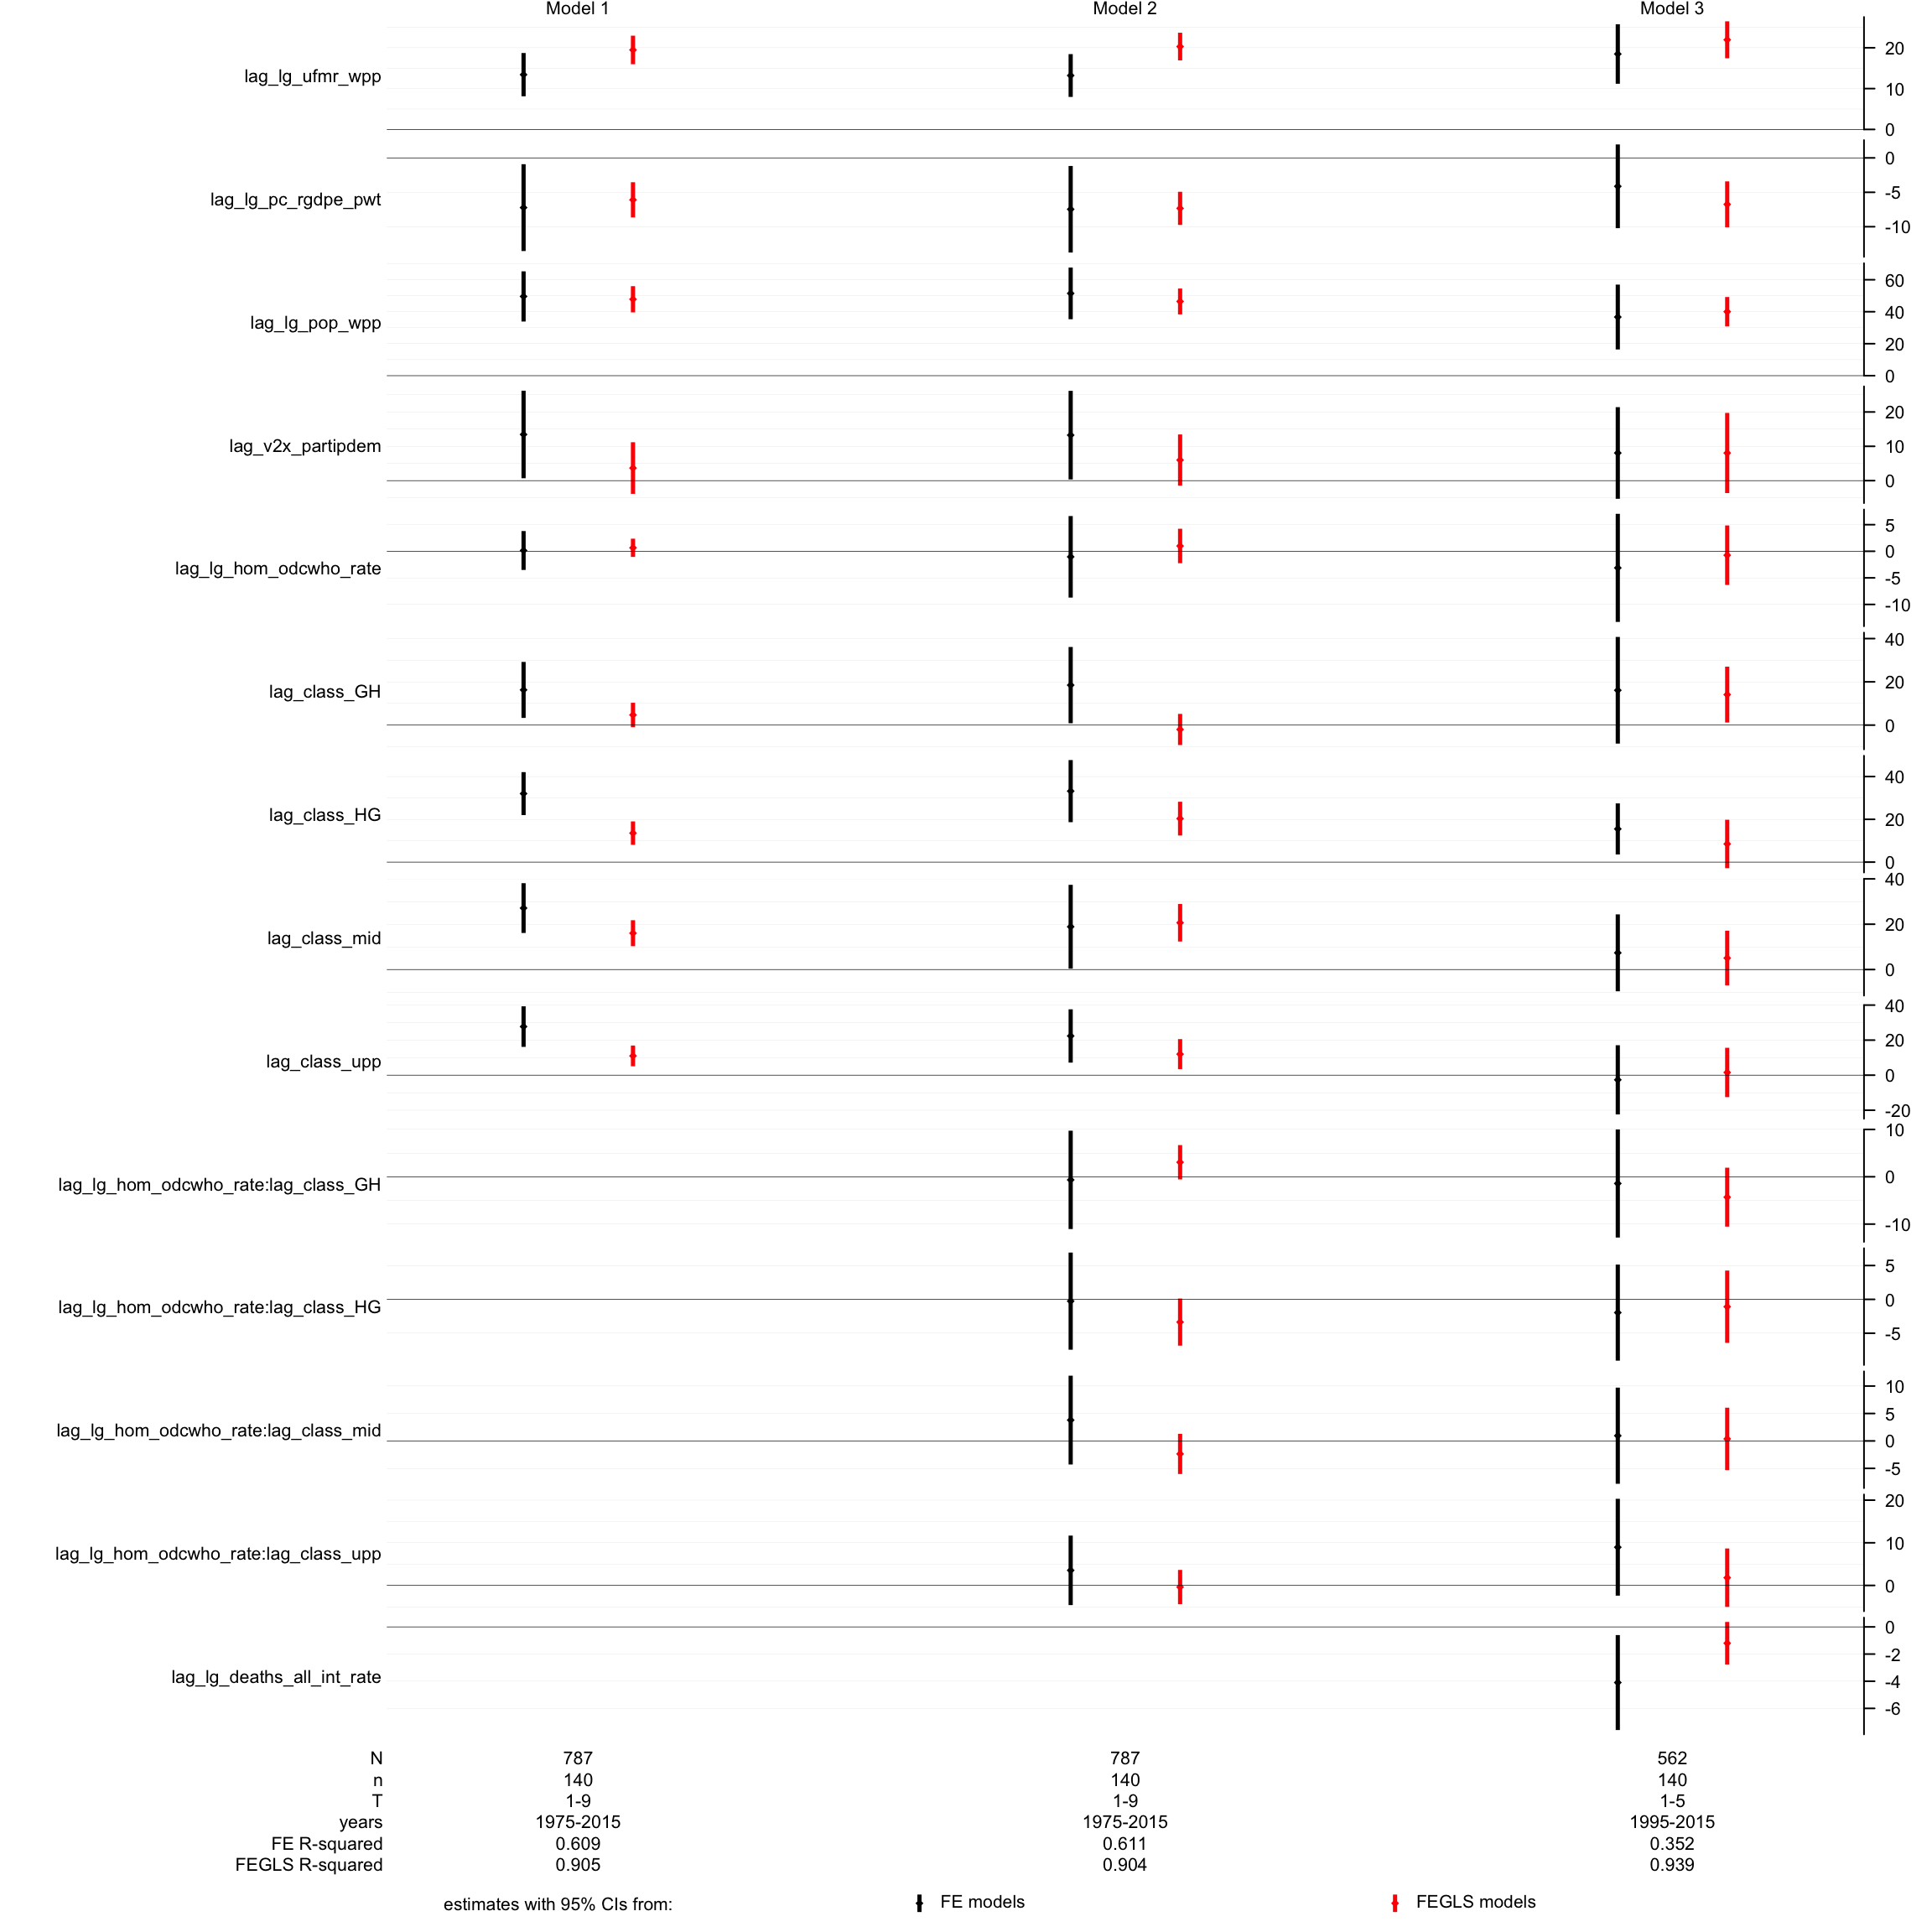 Model 1 Model 2 Model 3
lag_lg_ufmr_wpp
20
10
0
lag_lg_pc_rgdpe_pwt
0
-5
-10
lag_lg_pop_wpp
60
40
20
0
lag_v2x_partipdem
20
10
0
lag_lg_hom_odcwho_rate
5
0
-5
-10
lag_class_GH
40
20
0
lag_class_HG
40
20
0
lag_class_mid
40
20
0
lag_class_upp
40
20
0
-20
lag_lg_hom_odcwho_rate:lag_class_GH
10
0
-10
lag_lg_hom_odcwho_rate:lag_class_HG
5
0
-5
lag_lg_hom_odcwho_rate:lag_class_mid
10
5
0
-5
lag_lg_hom_odcwho_rate:lag_class_upp
20
10
0
lag_lg_deaths_all_int_rate
0
-2
-4
-6
N 787 787 562
n 140 140 140
T 1-9 1-9 1-5
years 1975-2015 1975-2015 1995-2015
FE R-squared 0.609 0.611 0.352
FEGLS R-squared 0.905 0.904 0.939
estimates with 95% CIs from: FE models FEGLS models